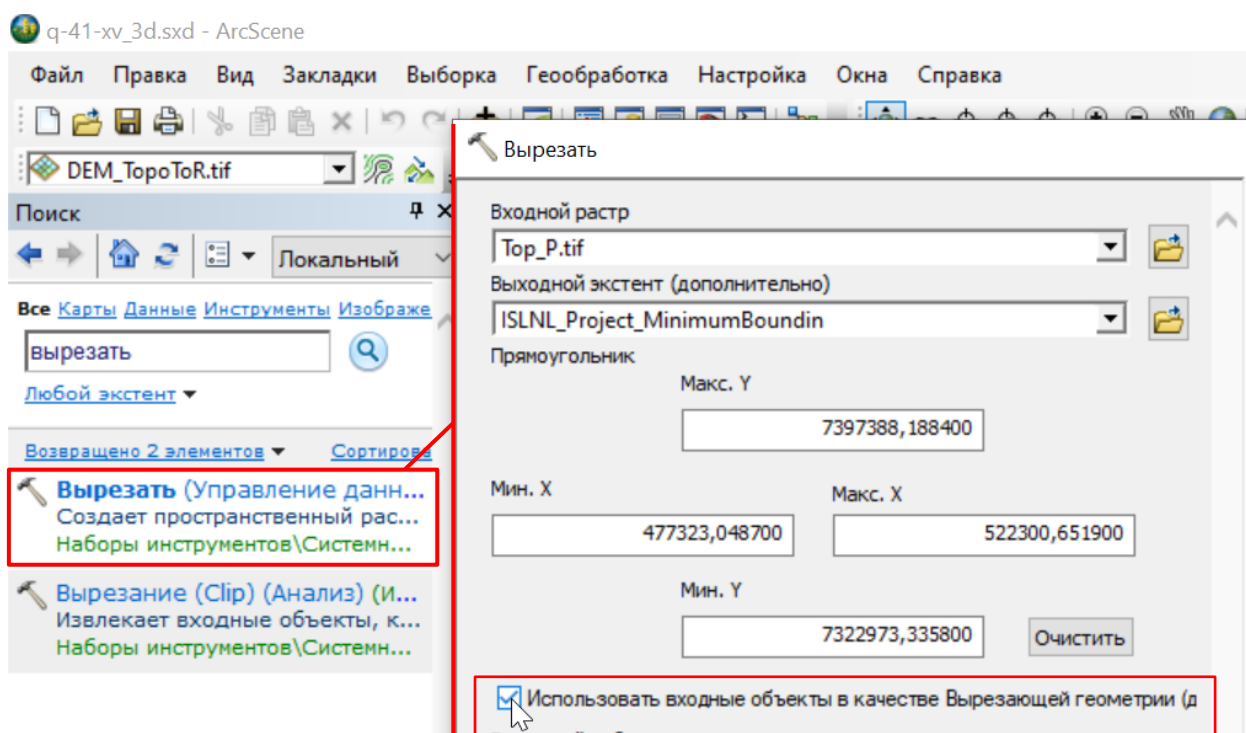 q-41-xv_3d.sxd - ArcScene
Файл Правка Вид Закладки Выборка Геообработка Настройка Окна Справка
DEM_TopoToR.tif
Поиск
Локальный
Все Карты Данные Инструменты Изображе
вырезать
Любой экстент
Возвращено 2 элементов Сортирова
Вырезать (Управление данн...
Создает пространственный рас...
Наборы инструментов\Системн...
Вырезание (Clip) (Анализ) (И...
Извлекает входные объекты, к...
Наборы инструментов\Системн...
Вырезать
Входной растр
Top_P.tif
Выходной экстент (дополнительно)
ISLNL_Project_MinimumBoundin
Прямоугольник
Макс. Y
7397388,188400
Мин. X Макс. X
477323,048700 522300,651900
Мин. Y
7322973,335800 Очистить
Использовать входные объекты в качестве Вырезающей геометрии (д